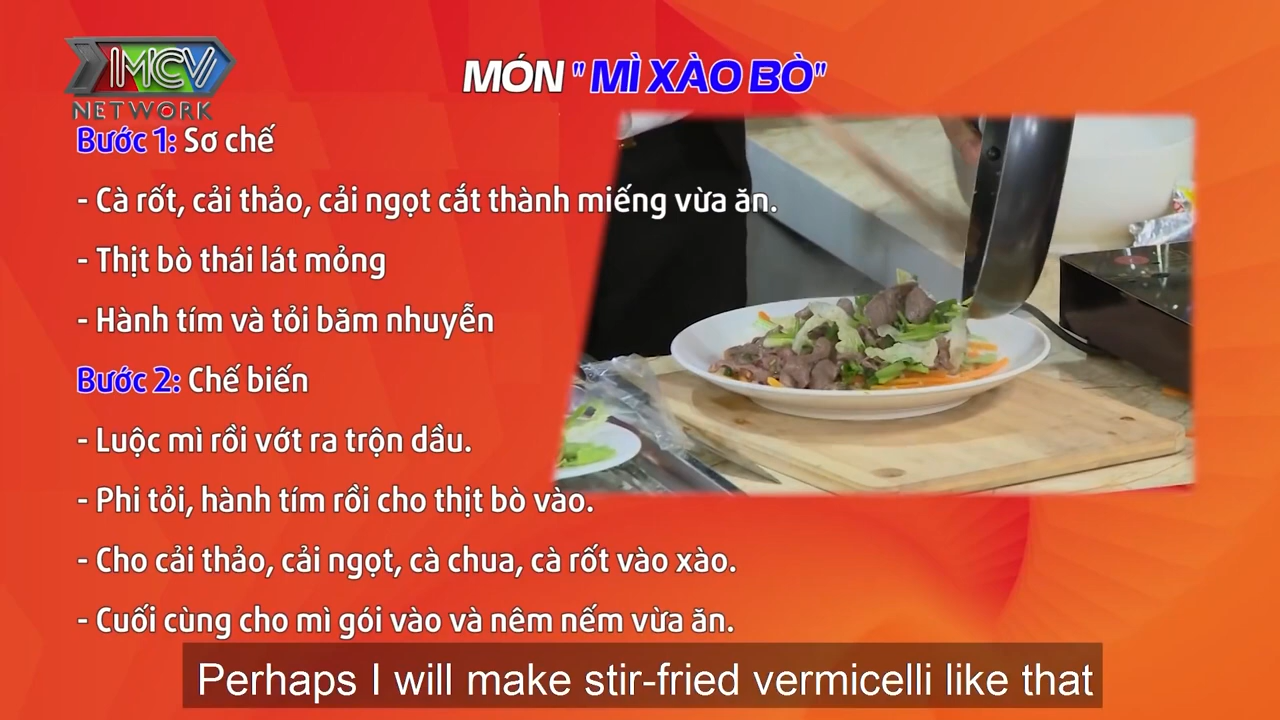 MCV
NETWORK
MÓN " MÌ XÀO BÒ"
Bước 1: Sơ chế
- Cà rốt, cải thảo, cải ngọt cắt thành miếng vừa ăn.
- Thịt bò thái lát mỏng
- Hành tím và tỏi băm nhuyễn
Bước 2: Chế biến
- Luộc mì rồi vớt ra trộn dầu.
- Phi tỏi, hành tím rồi cho thịt bò vào.
- Cho cải thảo, cải ngọt, cà chua, cà rốt vào xào.
- Cuối cùng cho mì gói vào và nêm nếm vừa ăn.
Perhaps I will make stir-fried vermicelli like that